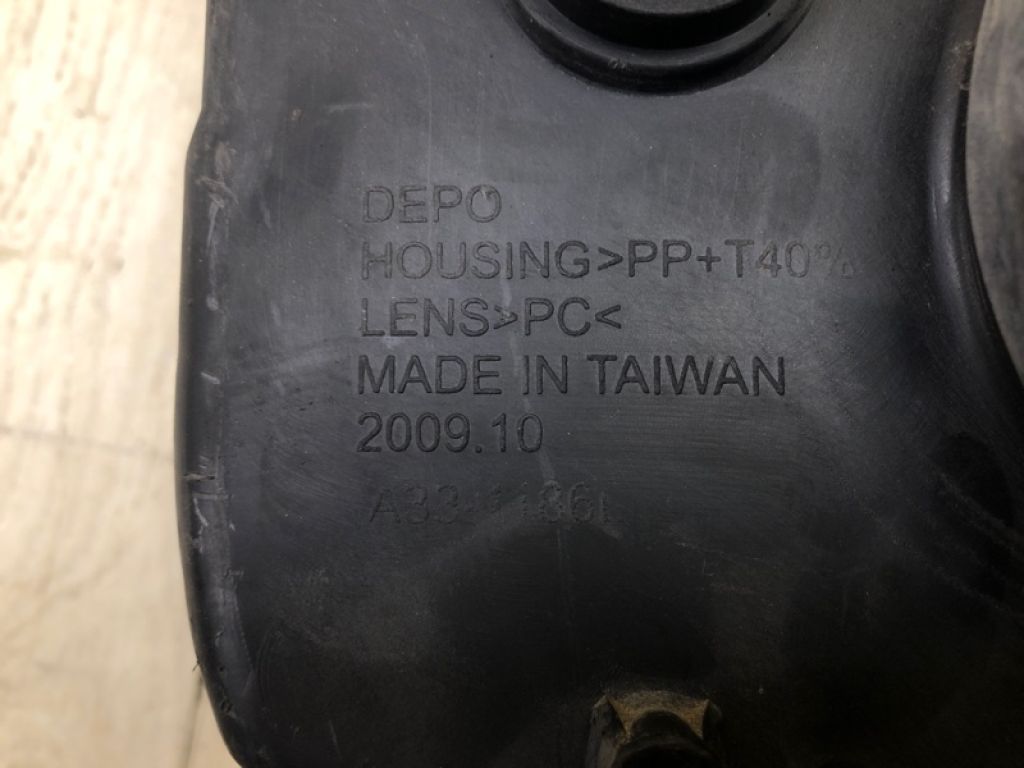 DEPO
HOUSING>PP+T40%
LENS>PC<
MADE IN TAIWAN
2009.10